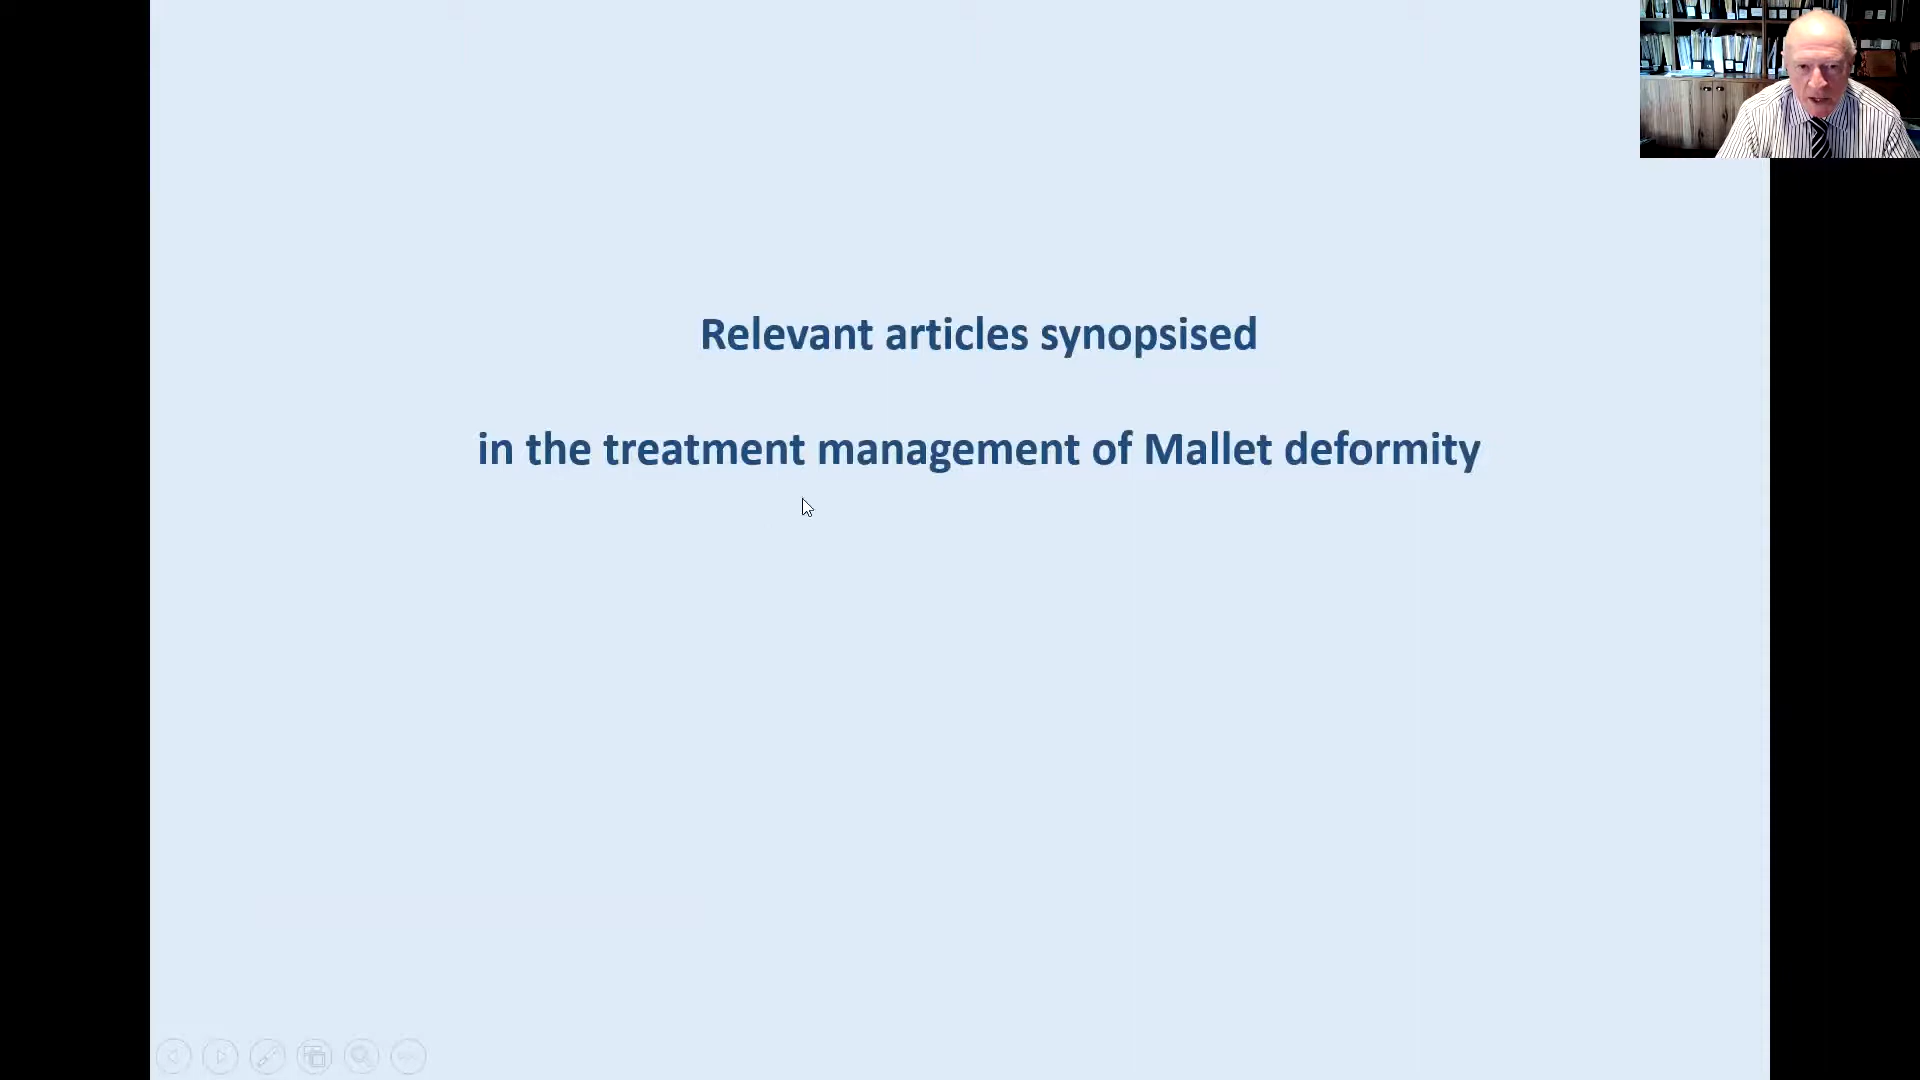 Relevant articles synopsised
in the treatment management of Mallet deformity